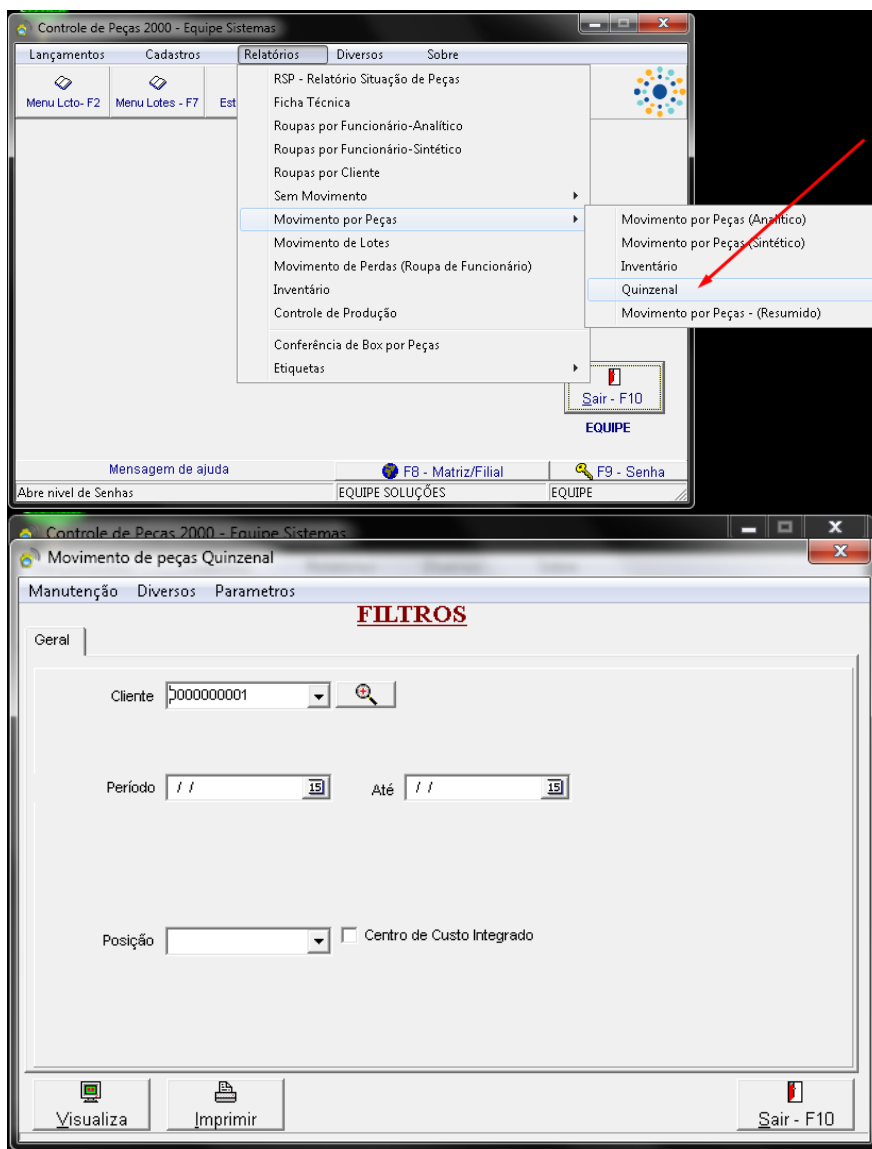 Controle de Peças 2000 - Equipe Sistemas
Lançamentos Cadastros Relatórios Diversos Sobre
Menu Lcto- F2 Menu Lotes - F7 Est
RSP - Relatório Situação de Peças
Ficha Técnica
Roupas por Funcionário-Analítico
Roupas por Funcionário-Sintético
Roupas por Cliente
Sem Movimento
Movimento por Peças
Movimento de Lotes
Movimento de Perdas (Roupa de Funcionário)
Inventário
Controle de Produção
Conferência de Box por Peças
Etiquetas
Movimento por Peças (Analítico)
Movimento por Peças (Sintético)
Inventário
Quinzenal
Movimento por Peças - (Resumido)
Sair - F10
EQUIPE
Mensagem de ajuda F8 - Matriz/Filial F9 - Senha
Abre nivel de Senhas EQUIPE SOLUÇÕES EQUIPE
Controle de Peças 2000 - Equipe Sistemas
Movimento de peças Quinzenal
Manutenção Diversos Parametros
FILTROS
Geral
Cliente 0000000001
Período / / 15 Até / / 15
Posição Centro de Custo Integrado
Visualiza Imprimir Sair - F10